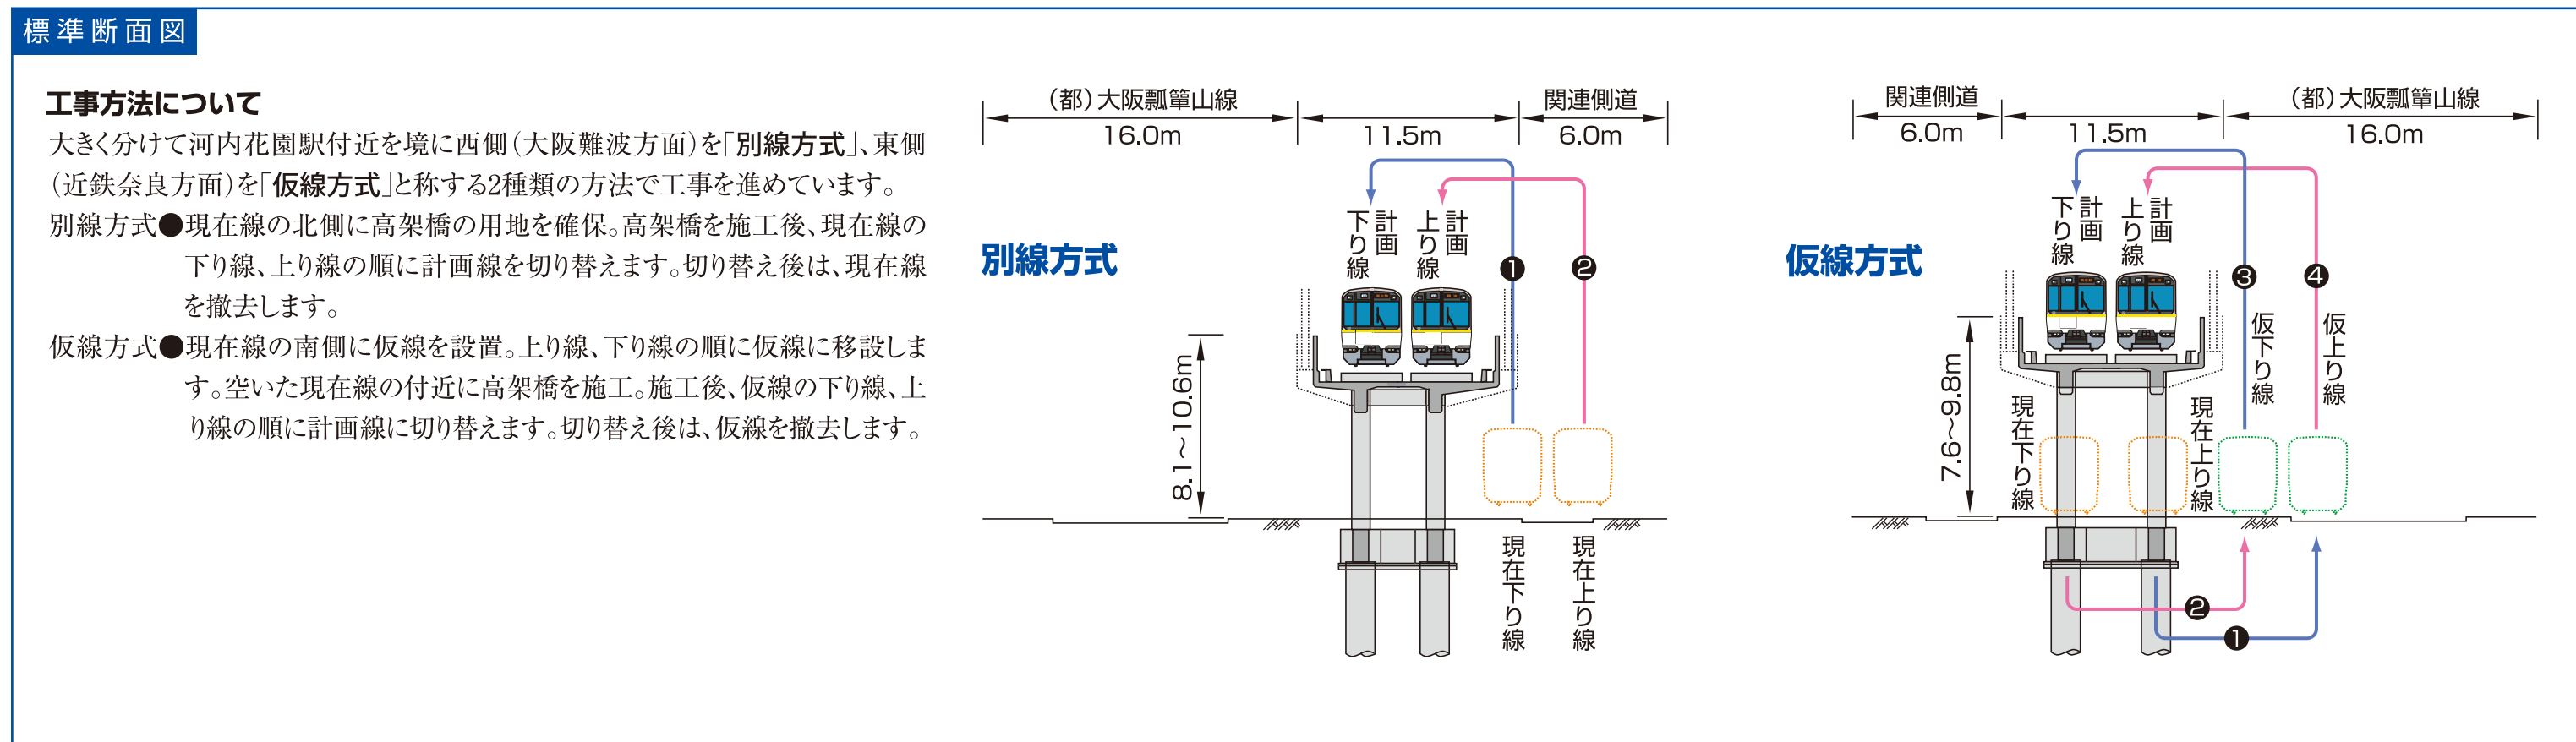 標準断面図
工事方法について
大きく分けて河内花園駅付近を境に西側(大阪難波方面)を「別線方式」、東側
(近鉄奈良方面)を「仮線方式」と称する2種類の方法で工事を進めています。
別線方式●現在線の北側に高架橋の用地を確保。高架橋を施工後、現在線の
下り線、上り線の順に計画線を切り替えます。切り替え後は、現在線
を撤去します。
仮線方式●現在線の南側に仮線を設置。上り線、下り線の順に仮線に移設しま
す。空いた現在線の付近に高架橋を施工。施工後、仮線の下り線、上
り線の順に計画線に切り替えます。切り替え後は、仮線を撤去します。
別線方式
(都)大阪瓢簞山線
16.0m
11.5m
関連側道
6.0m
計画
下り線
計画
上り線
❶
❷
8.1〜10.6m
現在下り線
現在上り線
仮線方式
関連側道
6.0m
11.5m
(都)大阪瓢簞山線
16.0m
計画
下り線
計画
上り線
❸
❹
仮下り線
仮上り線
7.6〜9.8m
現在下り線
現在上り線
❷
❶